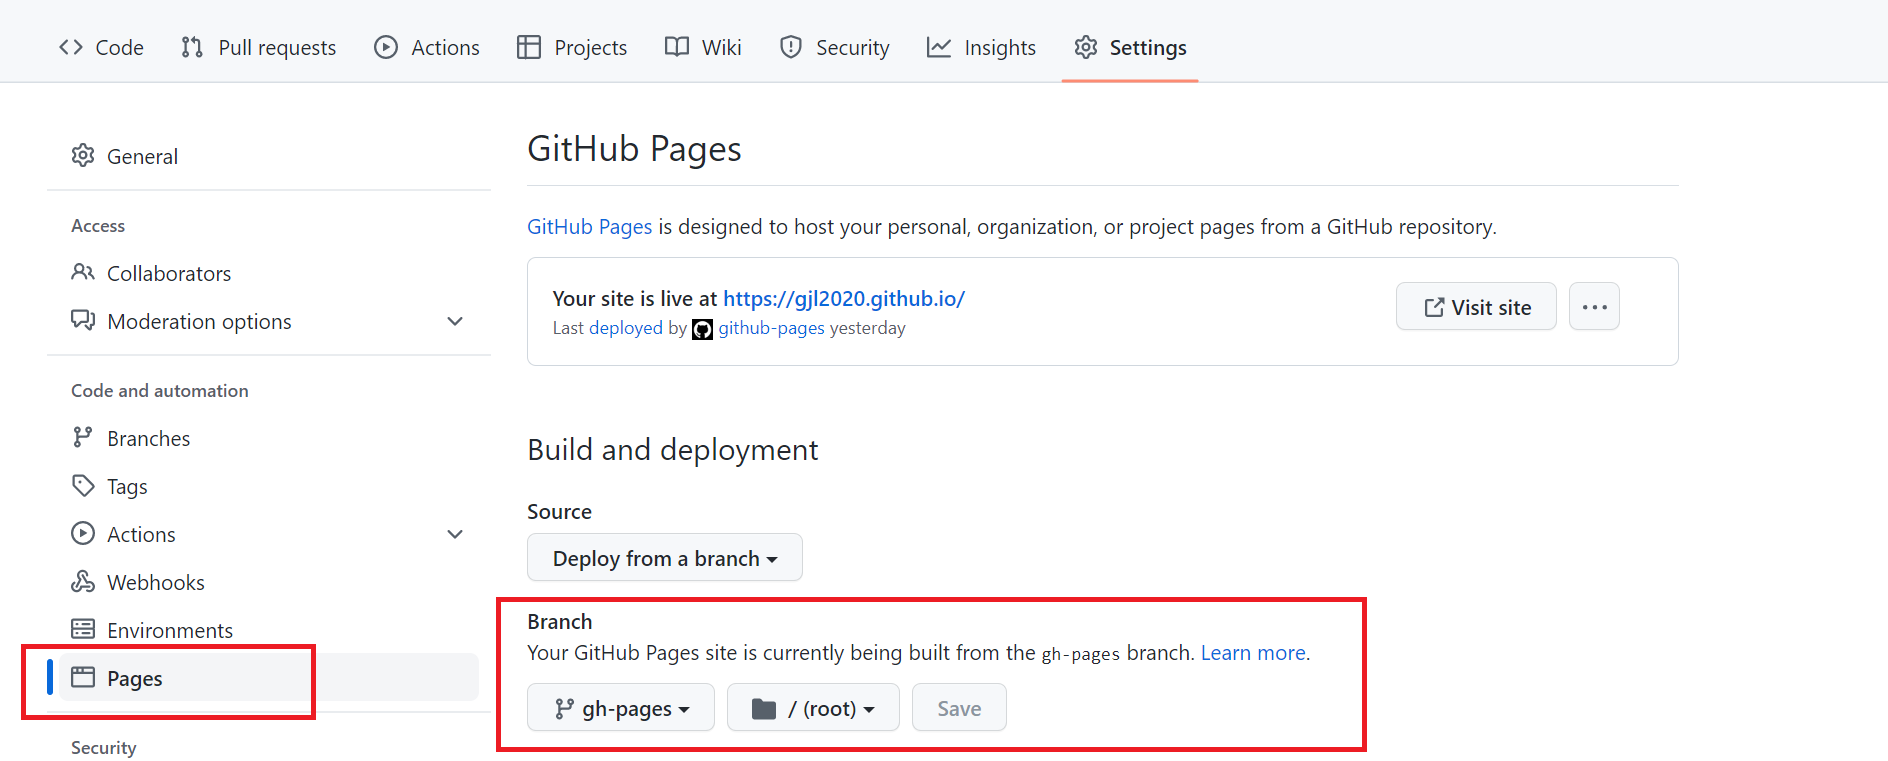 Code Pull requests Actions Projects Wiki Security Insights Settings
General
Access
Collaborators
Moderation options
Code and automation
Branches
Tags
Actions
Webhooks
Environments
Pages
Security
GitHub Pages
GitHub Pages is designed to host your personal, organization, or project pages from a GitHub repository.
Your site is live at https://gjl2020.github.io/
Last deployed by github-pages yesterday
Visit site
Build and deployment
Source
Deploy from a branch
Branch
Your GitHub Pages site is currently being built from the gh-pages branch. Learn more.
gh-pages / (root) Save